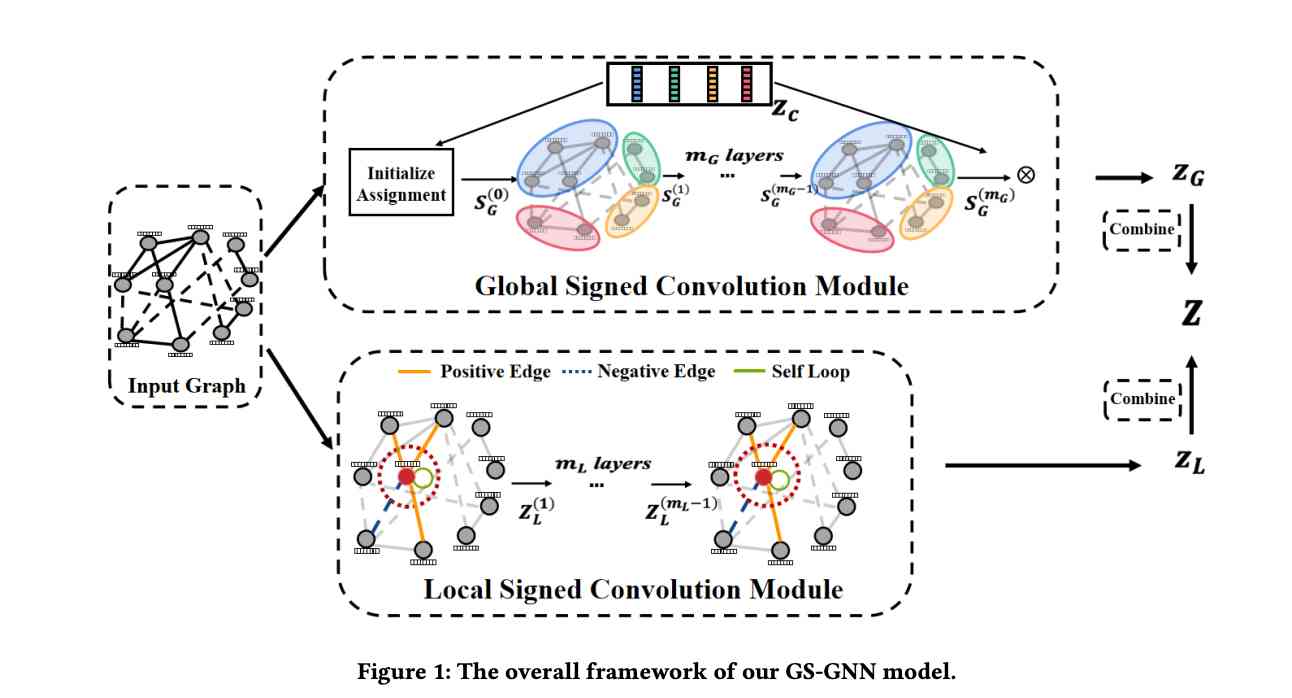 Z_C
Initialize
Assignment
S_G^(0)
S_G^(1)
m_G layers
...
S_G^(m_G-1)
S_G^(m_G)
⊗
Global Signed Convolution Module
Input Graph
Positive Edge
Negative Edge
Self Loop
Z_L^(1)
m_L layers
...
Z_L^(m_L-1)
Local Signed Convolution Module
Z_G
Combine
Z
Combine
Z_L
Figure 1: The overall framework of our GS-GNN model.